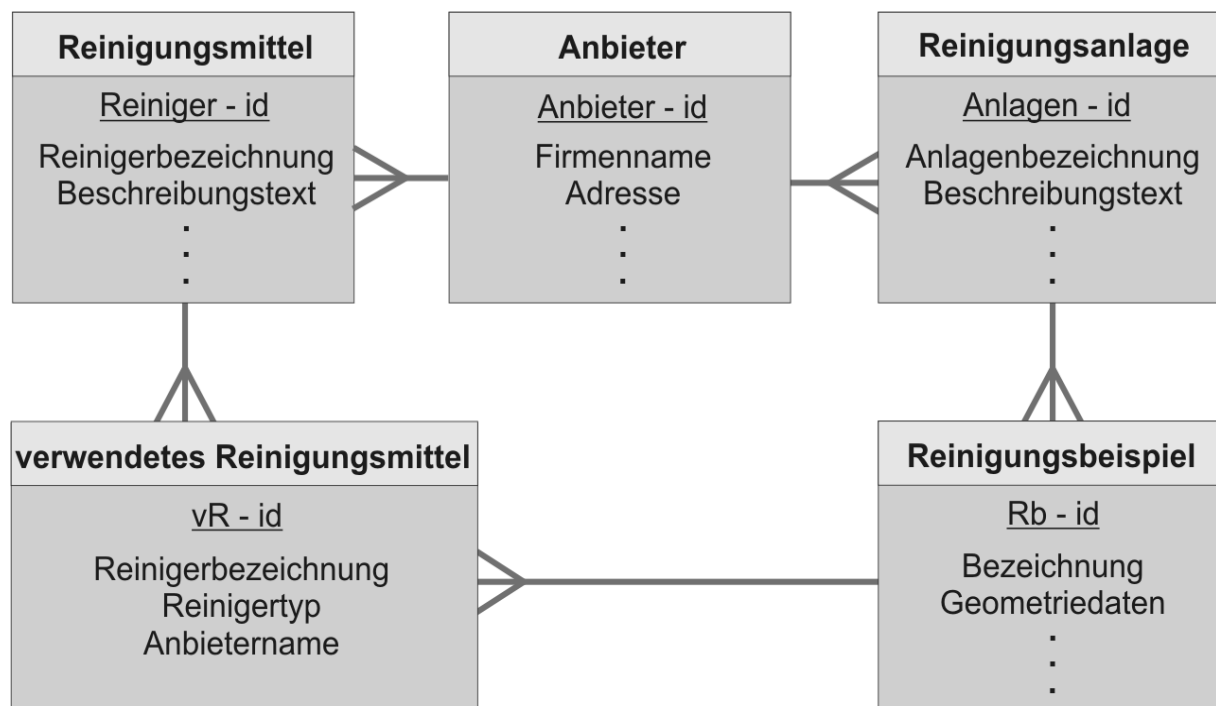 Reinigungsmittel
Reiniger - id
Reinigerbezeichnung
Beschreibungstext
.
.
.
Anbieter
Anbieter - id
Firmenname
Adresse
.
.
.
Reinigungsanlage
Anlagen - id
Anlagenbezeichnung
Beschreibungstext
.
.
.
verwendetes Reinigungsmittel
vR - id
Reinigerbezeichnung
Reinigertyp
Anbietername
Reinigungsbeispiel
Rb - id
Bezeichnung
Geometriedaten
.
.
.